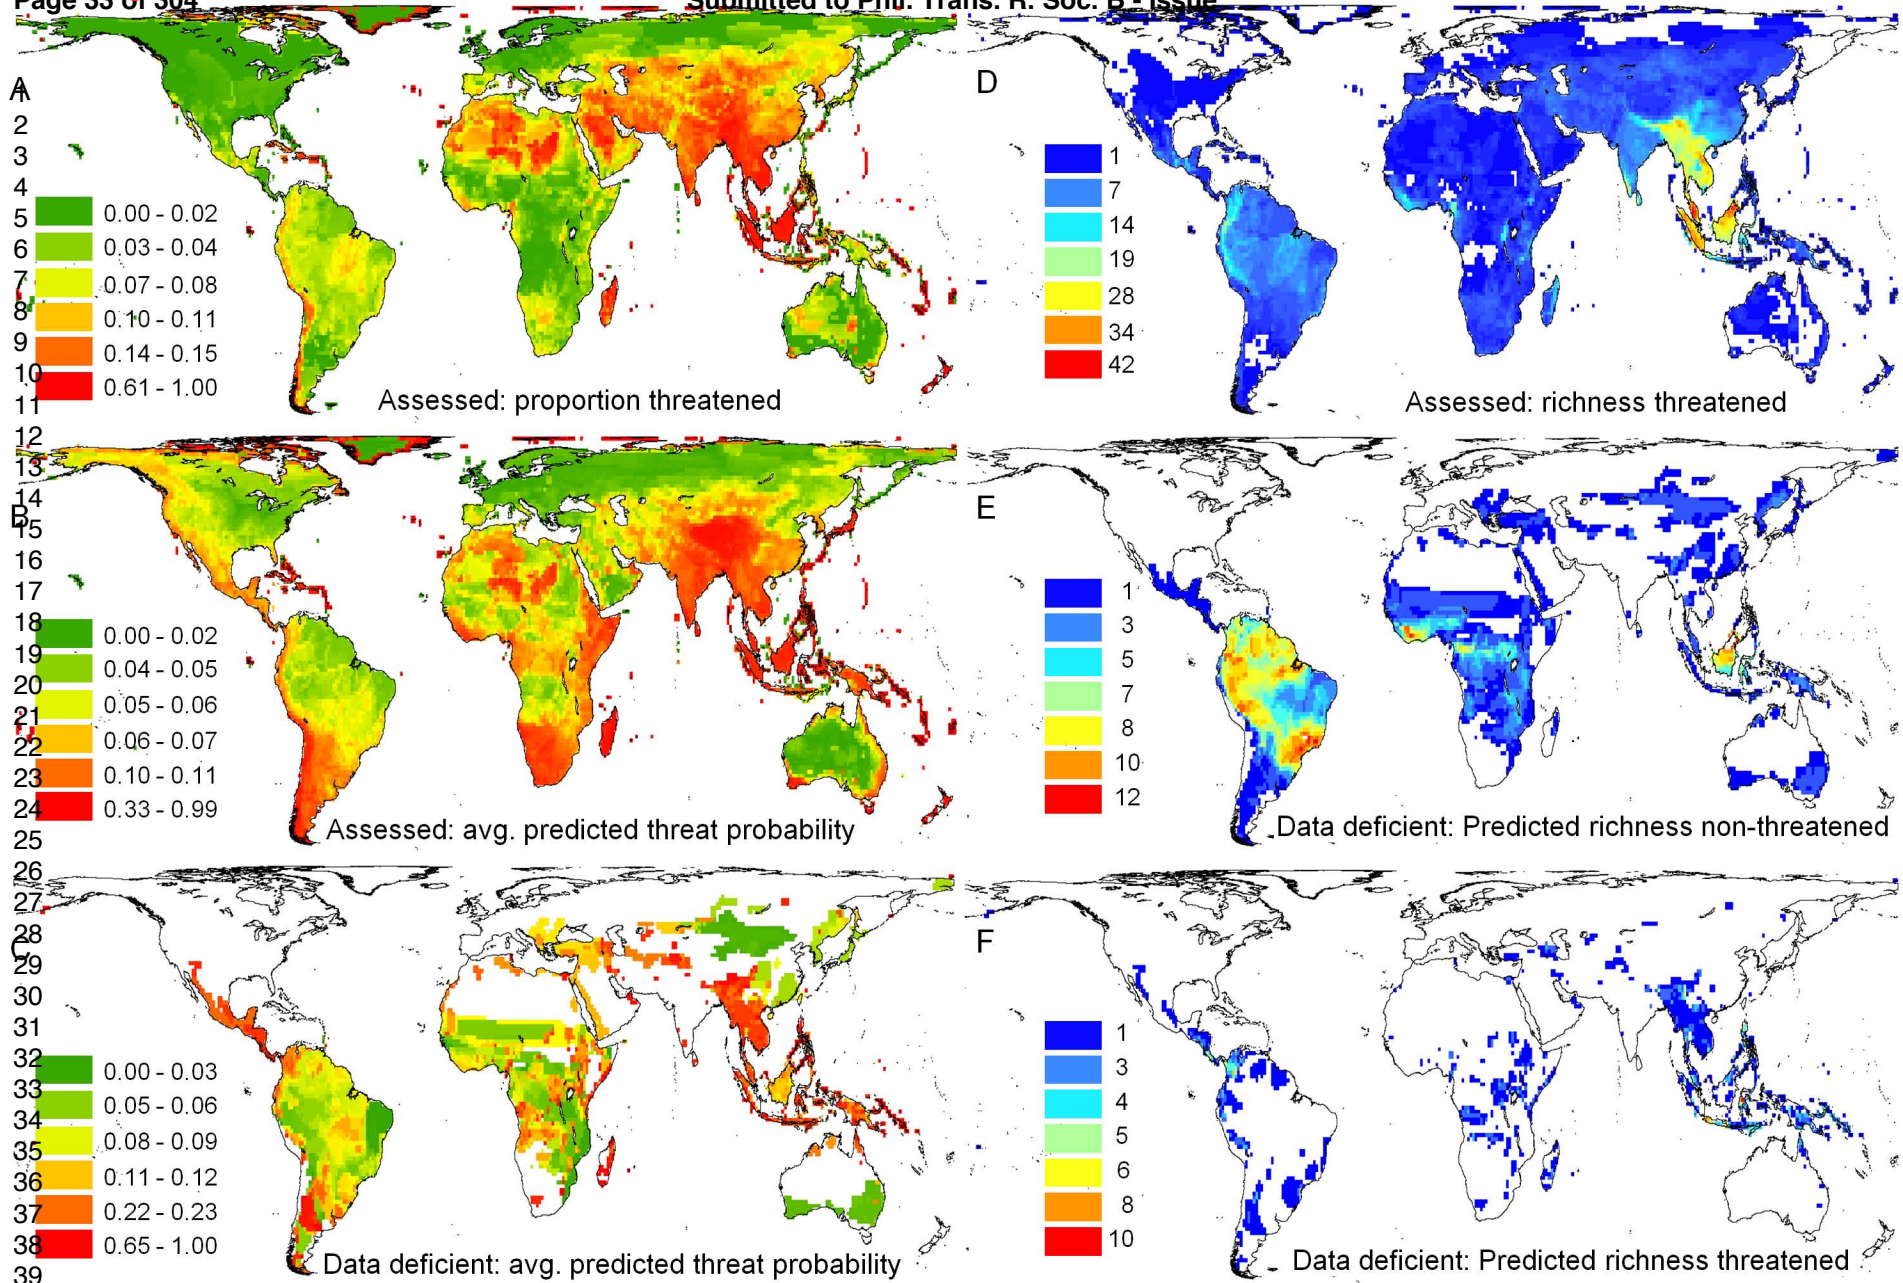 Page 33 of 304
Submitted to Phil. Trans. R. Soc. B - Issue
A
1
2
3
4
5
6
7
8
9
10
11
12
13
14
15
16
17
18
19
20
21
22
23
24
25
26
27
28
29
30
31
32
33
34
35
36
37
38
39
0.00 - 0.02
0.03 - 0.04
0.07 - 0.08
0.10 - 0.11
0.14 - 0.15
0.61 - 1.00
Assessed: proportion threatened
B
0.00 - 0.02
0.04 - 0.05
0.05 - 0.06
0.06 - 0.07
0.10 - 0.11
0.33 - 0.99
Assessed: avg. predicted threat probability
C
0.00 - 0.03
0.05 - 0.06
0.08 - 0.09
0.11 - 0.12
0.22 - 0.23
0.65 - 1.00
Data deficient: avg. predicted threat probability
D
1
7
14
19
28
34
42
Assessed: richness threatened
E
1
3
5
7
8
10
12
Data deficient: Predicted richness non-threatened
F
1
3
4
5
6
8
10
Data deficient: Predicted richness threatened